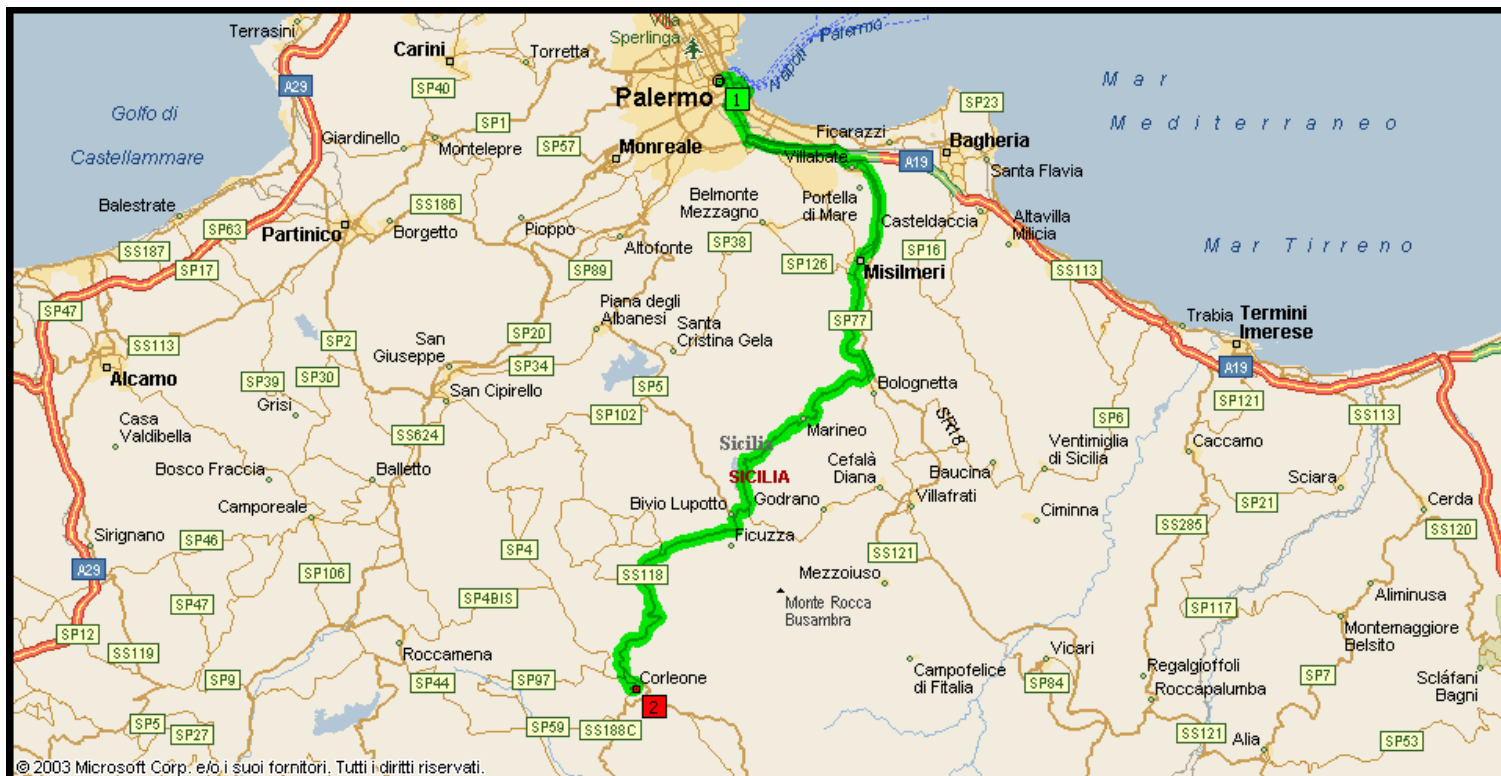 Terrasini
Carini
Torretta
Villa
Sperlinga
Napoli - Palermo
A29
SP40
Palermo
1
Mar
Mediterraneo
SP23
Golfo di
Castellammare
Giardinello
SP1
Montelepre
SP57
Monreale
Ficarazzi
Bagheria
Villabate
A19
Santa Flavia
Balestrate
SS186
Belmonte
Mezzagno
Portella
di Mare
Casteldaccia
Altavilla
Milicia
SP63
Partinico
Borgetto
Pioppo
Altofonte
SP38
SP16
Mar Tirreno
SS187
SP17
SP89
SP126
Misilmeri
SS113
SP47
Piana degli
Albanesi
Santa
Cristina Gela
SP77
Trabia
Termini
Imerese
SS113
SP2
San
Giuseppe
SP20
SP34
Alcamo
SP39
SP30
San Cipirello
SP5
Bolognetta
A19
Grisi
SP102
SR18
SP6
SP121
SS113
Casa
Valdibella
SS624
Sicilia
Marineo
Ventimiglia
di Sicilia
Caccamo
Bosco Fraccia
Balletto
SICILIA
Cefalà
Diana
Baucina
Sciara
Camporeale
Bivio Lupotto
Godrano
Villafrati
Ciminna
SP21
Cerda
Sirignano
SP46
SP4
Ficuzza
SS121
SS285
SS120
A29
SP106
SS118
Mezzoiuso
SP47
SP4BIS
Monte Rocca
Busambra
SP117
Aliminusa
SP12
SS119
Roccamena
Montemaggiore
Belsito
SP9
SP44
SP97
Corleone
Campofelice
di Fitalia
Vicari
SP84
Regalgioffoli
Roccapalumba
SP7
Scláfani
Bagni
2
SP5
SP27
SP59
SS188C
SS121
Alia
SP53
© 2003 Microsoft Corp. e/o i suoi fornitori. Tutti i diritti riservati.